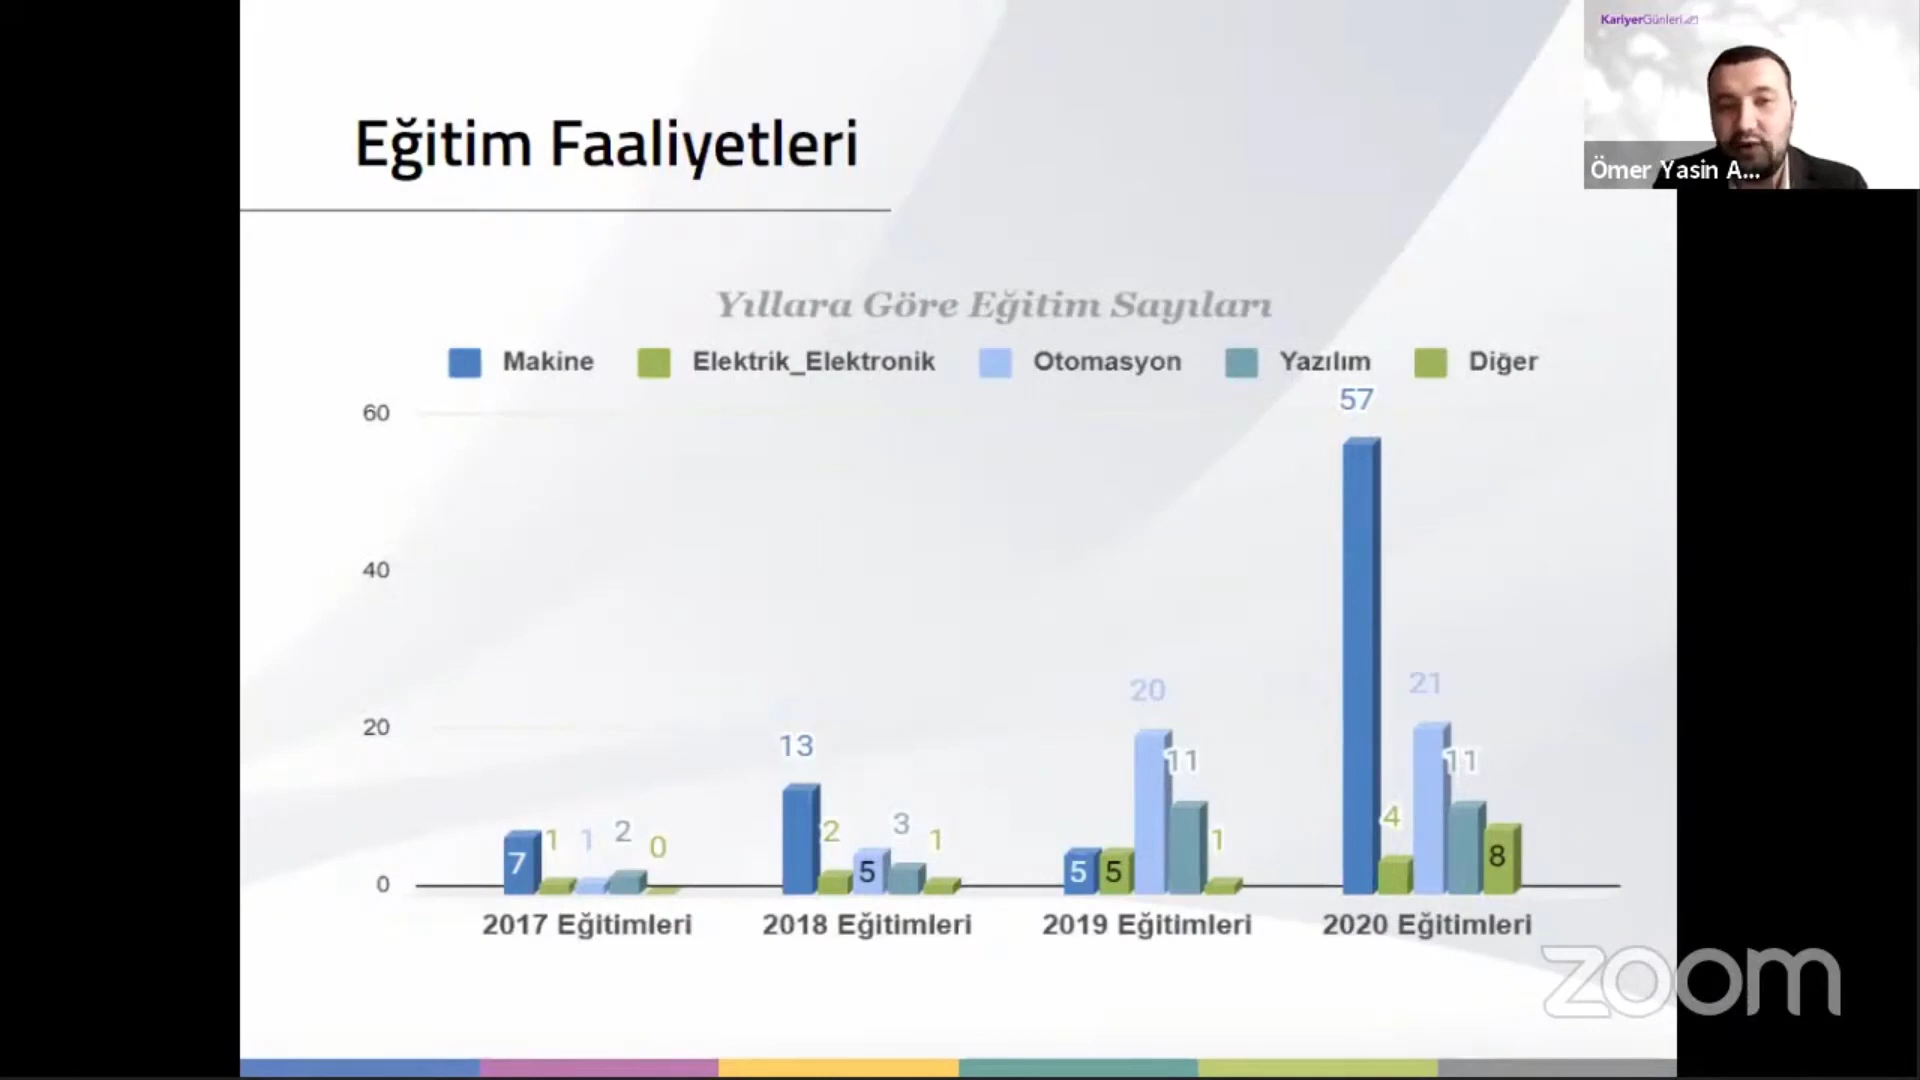 KariyerGünleri
Ömer Yasin A...
Eğitim Faaliyetleri
Yıllara Göre Eğitim Sayıları
Makine Elektrik_Elektronik Otomasyon Yazılım Diğer
60
40
20
0
7 1 1 2 0
13 2 5 3 1
5 5 20 11 1
57 4 21 11 8
2017 Eğitimleri 2018 Eğitimleri 2019 Eğitimleri 2020 Eğitimleri
zoom